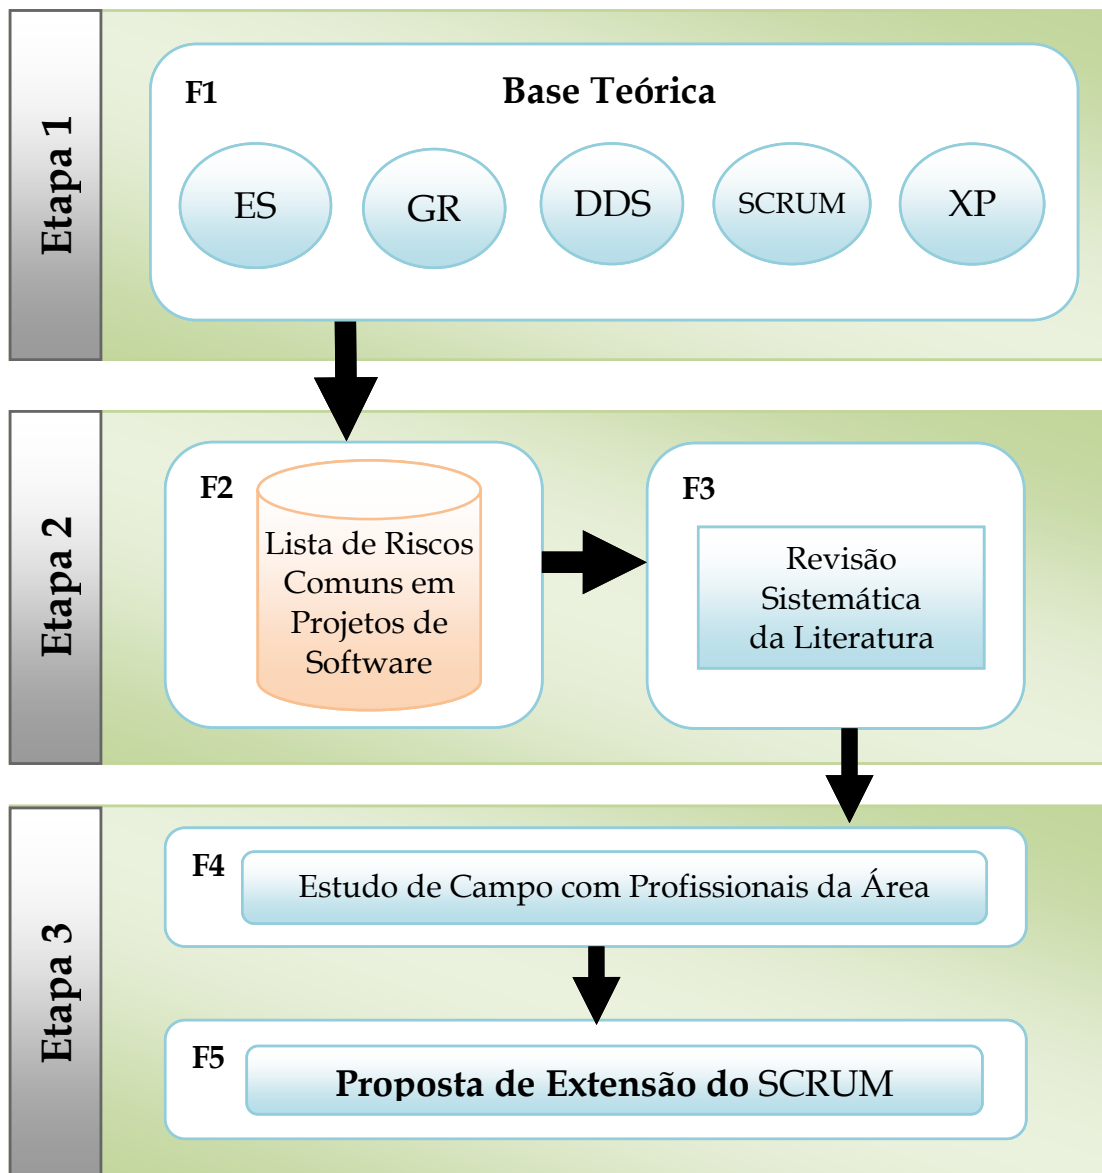 Etapa 1
F1
Base Teórica
ES
GR
DDS
SCRUM
XP
Etapa 2
F2
Lista de Riscos
Comuns em
Projetos de
Software
F3
Revisão
Sistemática
da Literatura
Etapa 3
F4
Estudo de Campo com Profissionais da Área
F5
Proposta de Extensão do SCRUM